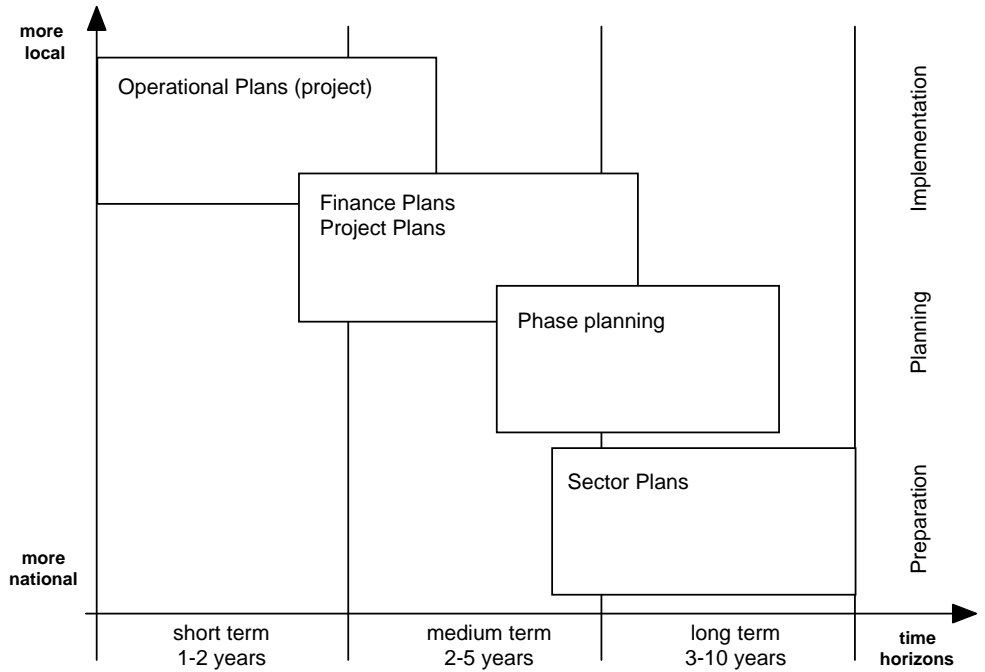 more
local
Operational Plans (project)
Implementation
Finance Plans
Project Plans
Phase planning
Planning
Sector Plans
Preparation
more
national
short term
1-2 years
medium term
2-5 years
long term
3-10 years
time
horizons